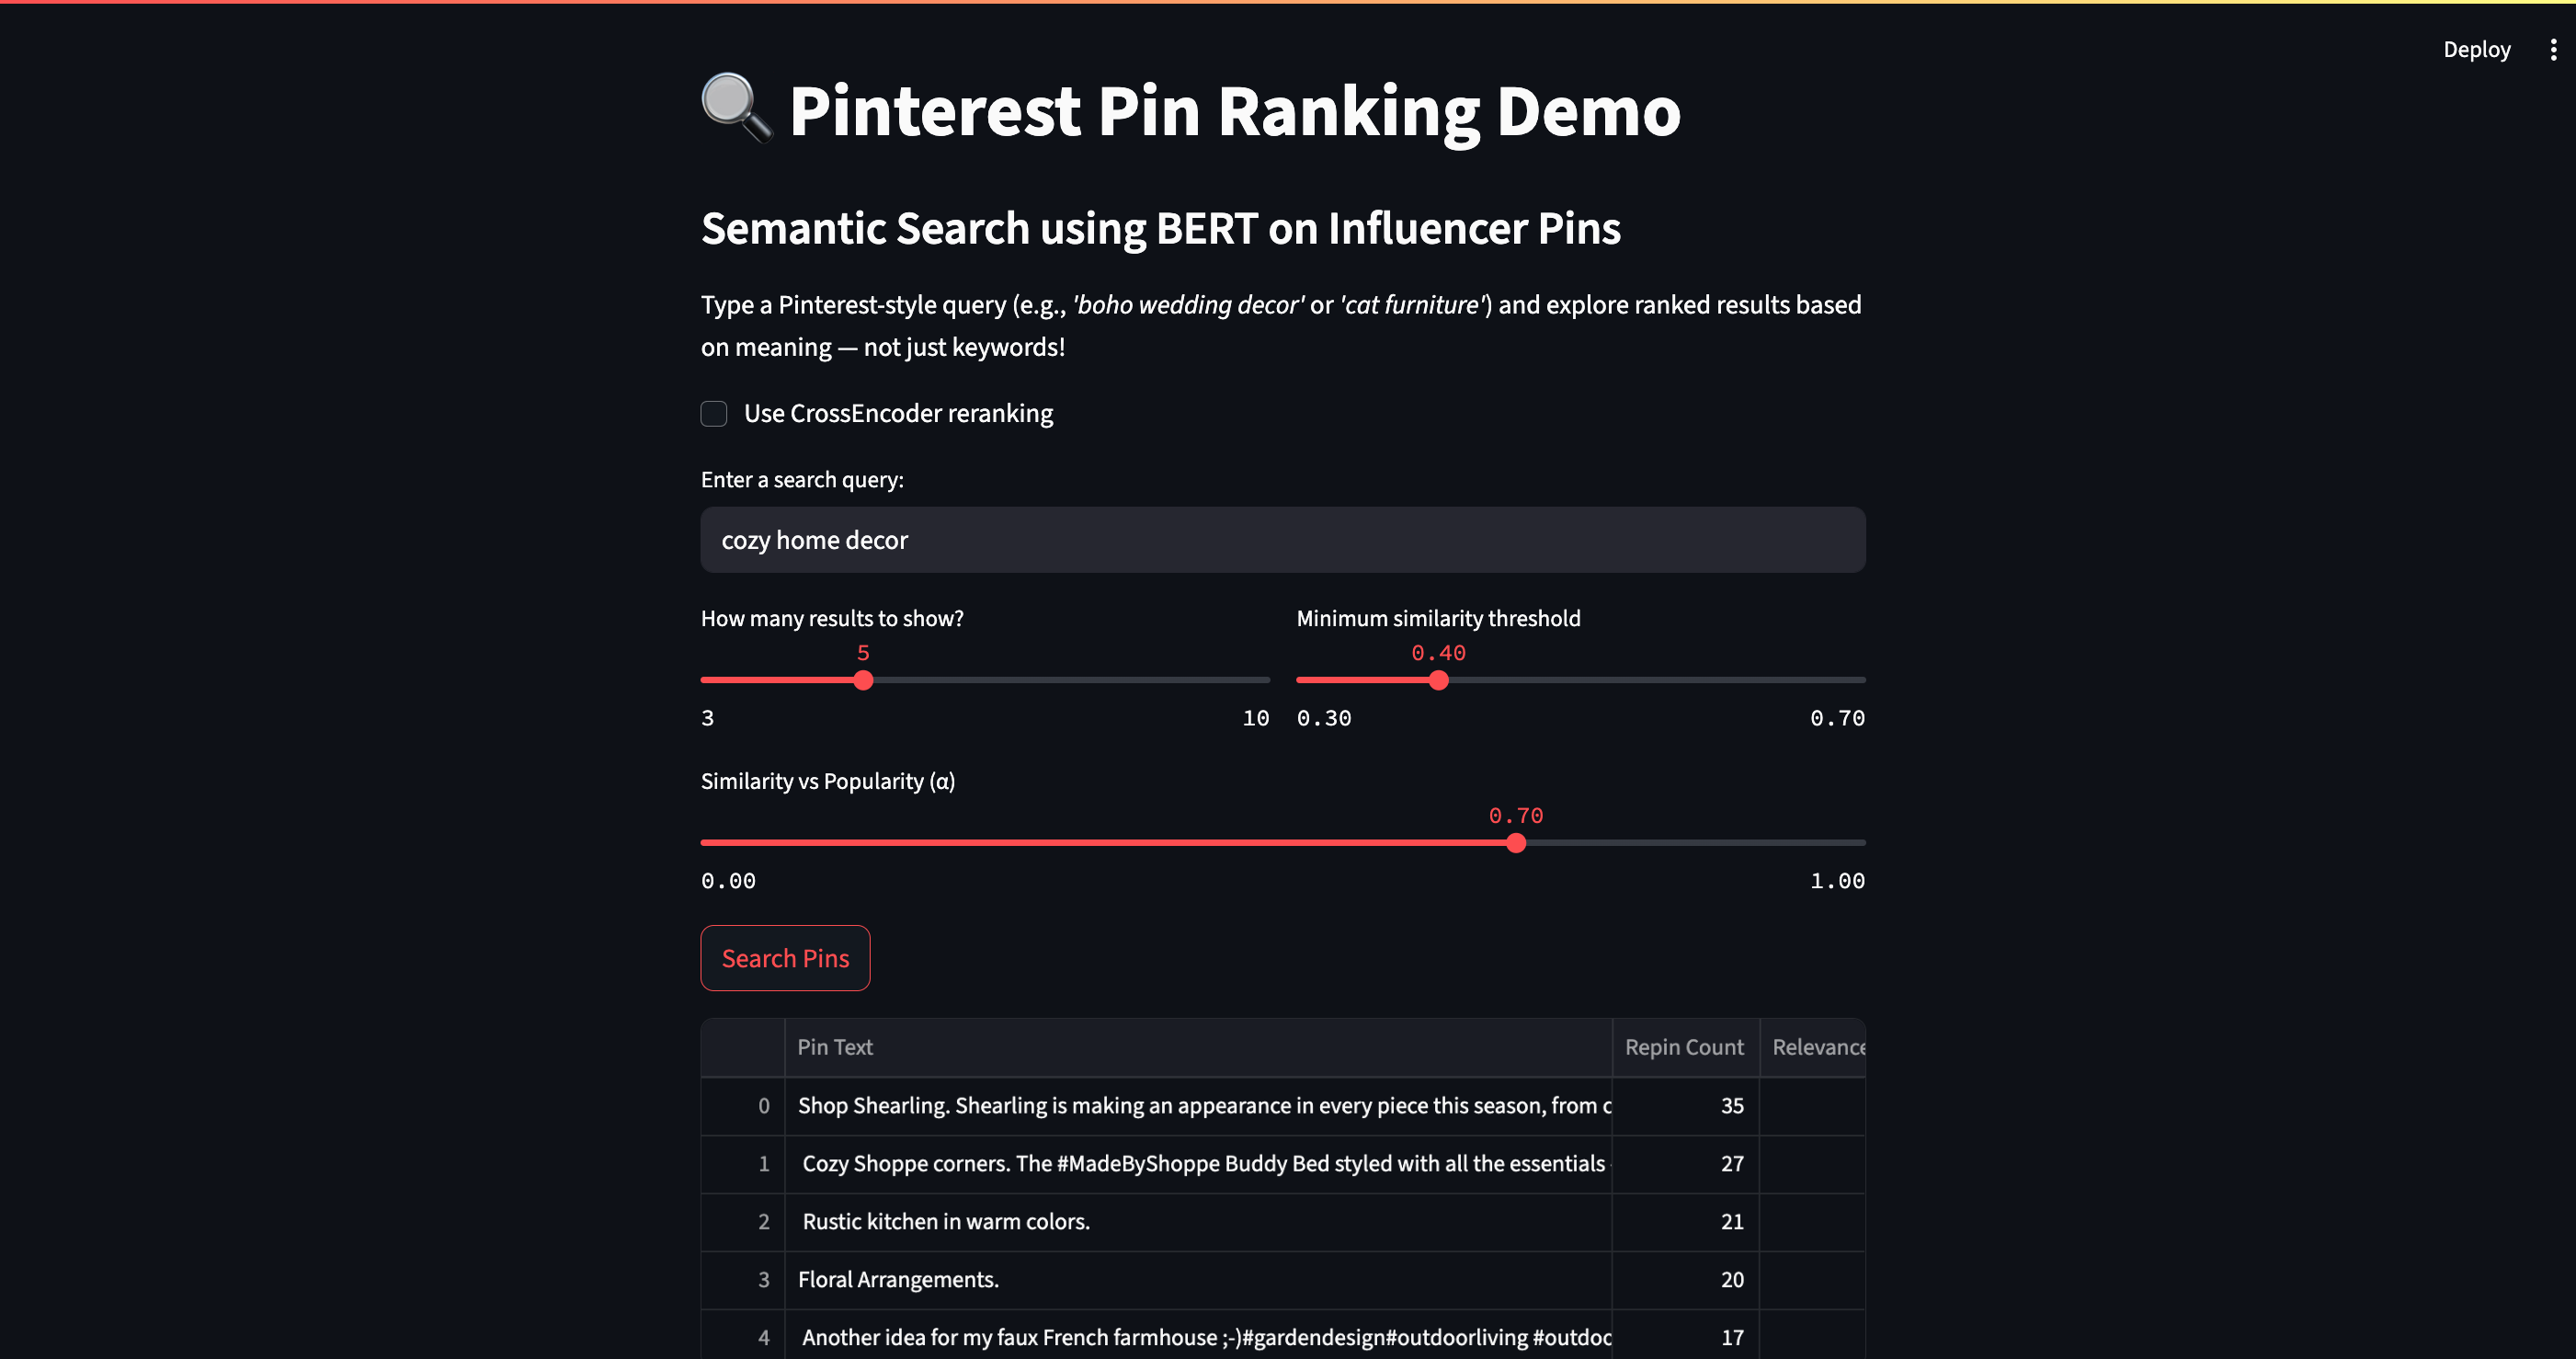 Deploy
Pinterest Pin Ranking Demo
Semantic Search using BERT on Influencer Pins
Type a Pinterest-style query (e.g., 'boho wedding decor' or 'cat furniture') and explore ranked results based
on meaning — not just keywords!
Use CrossEncoder reranking
Enter a search query:
cozy home decor
How many results to show? Minimum similarity threshold
5 0.40
3 10 0.30 0.70
Similarity vs Popularity (α)
0.70
0.00 1.00
Search Pins
Pin Text Repin Count Relevance
0 Shop Shearling. Shearling is making an appearance in every piece this season, from 35
1 Cozy Shoppe corners. The #MadeByShoppe Buddy Bed styled with all the essentials 27
2 Rustic kitchen in warm colors. 21
3 Floral Arrangements. 20
4 Another idea for my faux French farmhouse ;-)#gardendesign#outdoorliving #outdoo 17